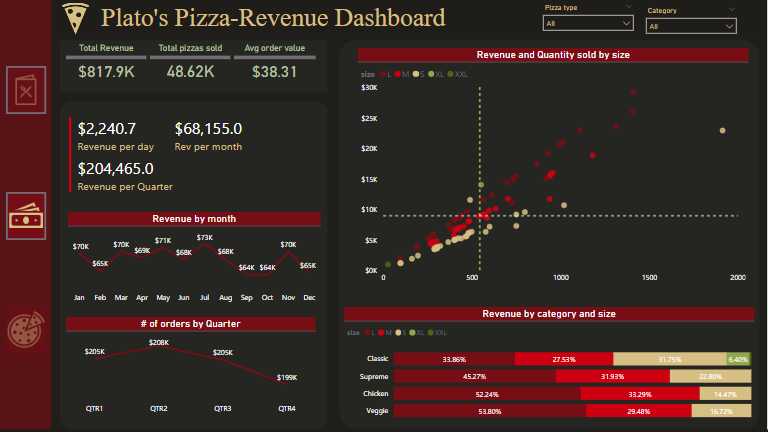 Plato's Pizza-Revenue Dashboard
Pizza type
All
Category
All
Total Revenue
$817.9K
Total pizzas sold
48.62K
Avg order value
$38.31
$2,240.7
Revenue per day
$68,155.0
Rev per month
$204,465.0
Revenue per Quarter
Revenue by month
$70K $65K $70K $69K $71K $68K $73K $68K $64K $64K $70K $65K
Jan Feb Mar Apr May Jun Jul Aug Sep Oct Nov Dec
# of orders by Quarter
$205K $208K $205K $199K
QTR1 QTR2 QTR3 QTR4
Revenue and Quantity sold by size
size L M S XL XXL
$30K
$25K
$20K
$15K
$10K
$5K
$0K
0 500 1000 1500 2000
Revenue by category and size
size L M S XL XXL
Classic 33.86% 27.53% 31.75% 6.40%
Supreme 45.27% 31.93% 22.80%
Chicken 52.24% 33.29% 14.47%
Veggie 53.80% 29.48% 16.72%